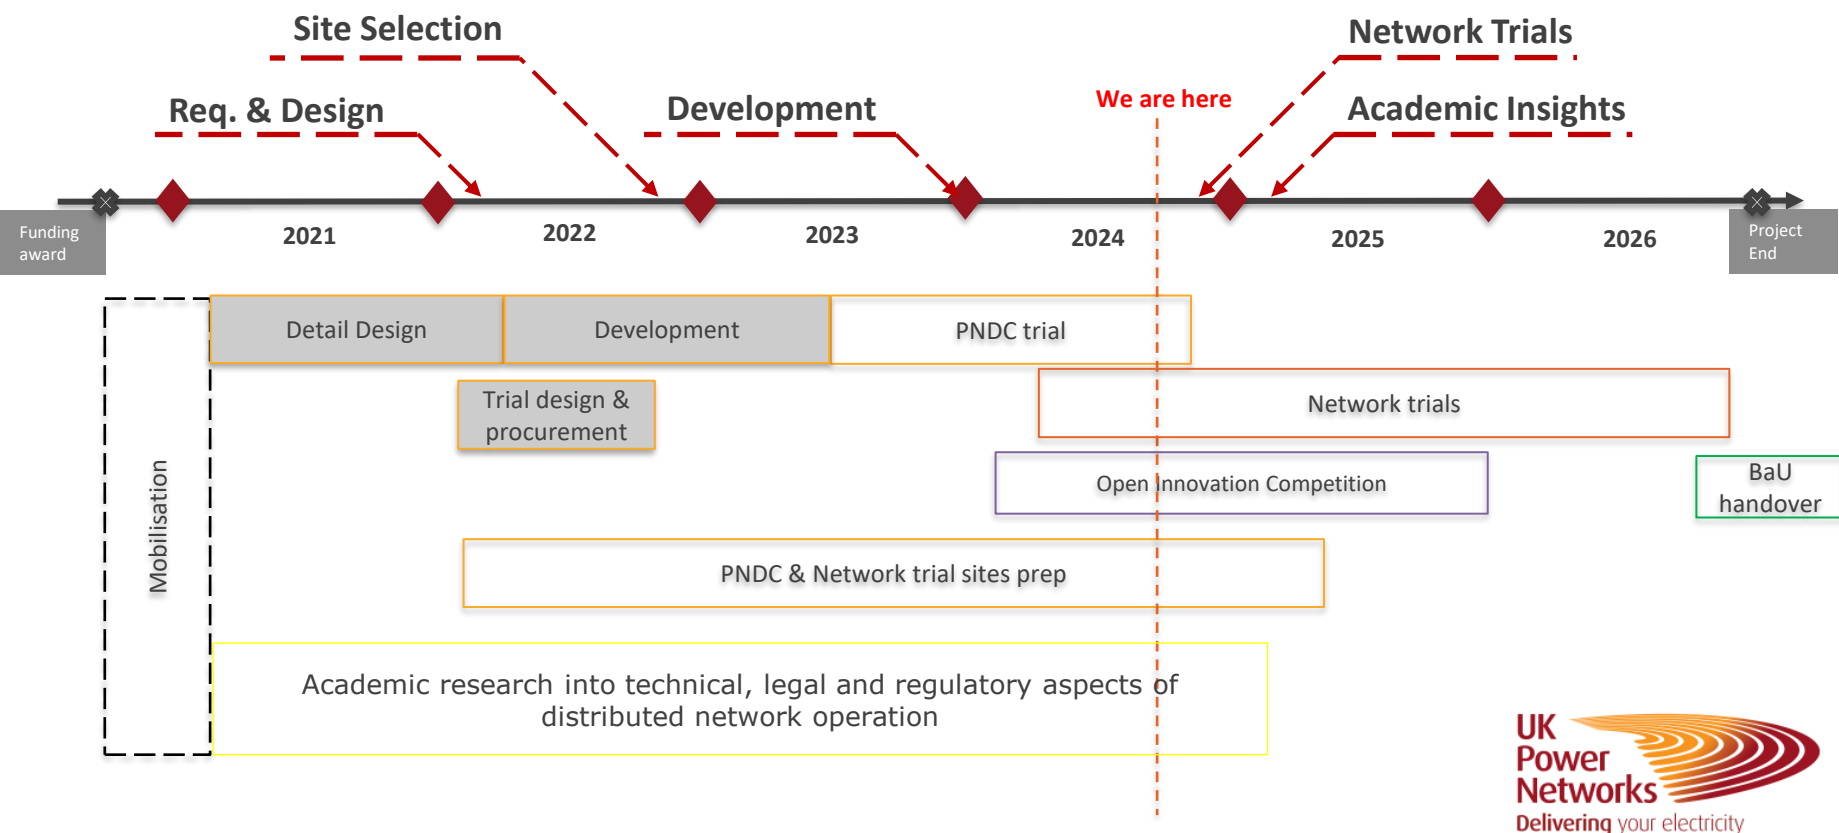 Site Selection
Network Trials
Req. & Design
Development
We are here
Academic Insights
Funding
award
2021
2022
2023
2024
2025
2026
Project
End
Detail Design
Development
PNDC trial
Trial design &
procurement
Network trials
Open Innovation Competition
BaU
handover
Mobilisation
PNDC & Network trial sites prep
Academic research into technical, legal and regulatory aspects of
distributed network operation
UK
Power
Networks
Delivering your electricity